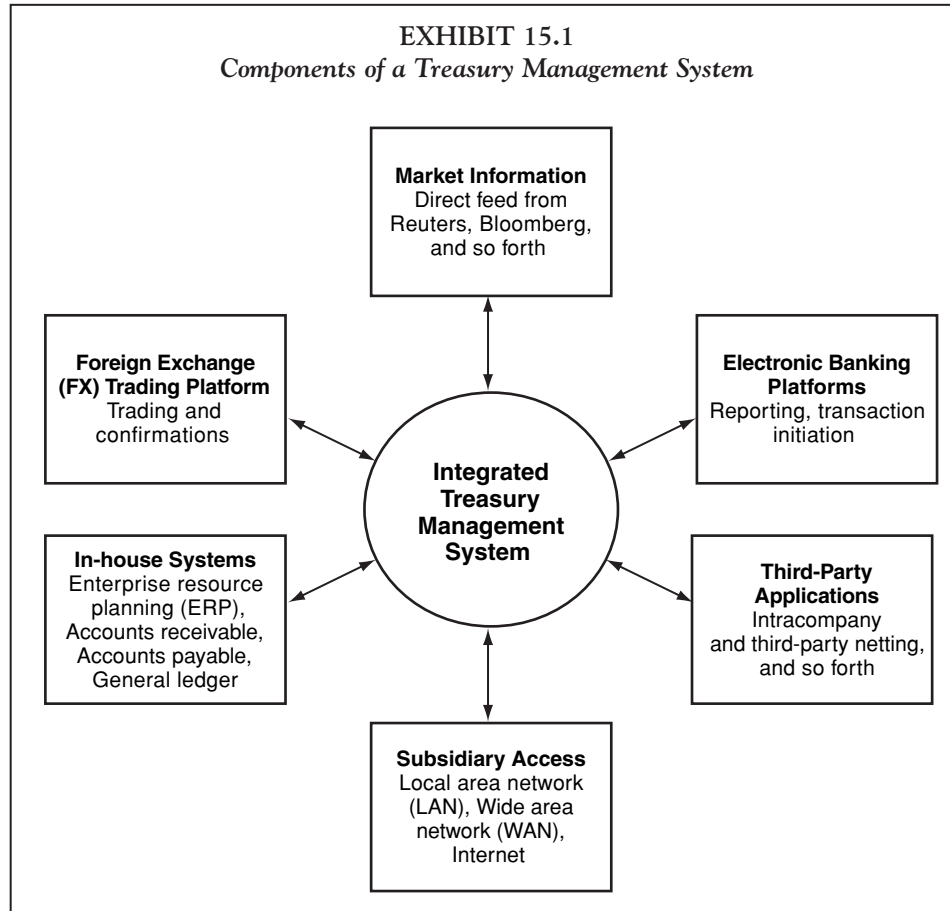 EXHIBIT 15.1
Components of a Treasury Management System
Market Information
Direct feed from
Reuters, Bloomberg,
and so forth
Foreign Exchange
(FX) Trading Platform
Trading and
confirmations
Electronic Banking
Platforms
Reporting, transaction
initiation
Integrated
Treasury
Management
System
In-house Systems
Enterprise resource
planning (ERP),
Accounts receivable,
Accounts payable,
General ledger
Third-Party
Applications
Intracompany
and third-party netting,
and so forth
Subsidiary Access
Local area network
(LAN), Wide area
network (WAN),
Internet